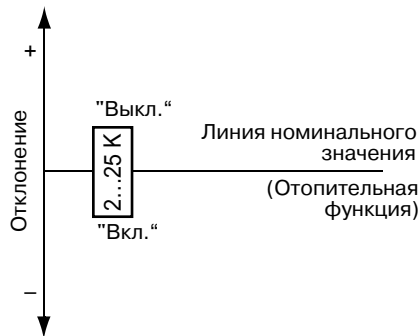 +
Отклонение
–
"Выкл.“
2...25 K
"Вкл.“
Линия номинального
значения
(Отопительная
функция)